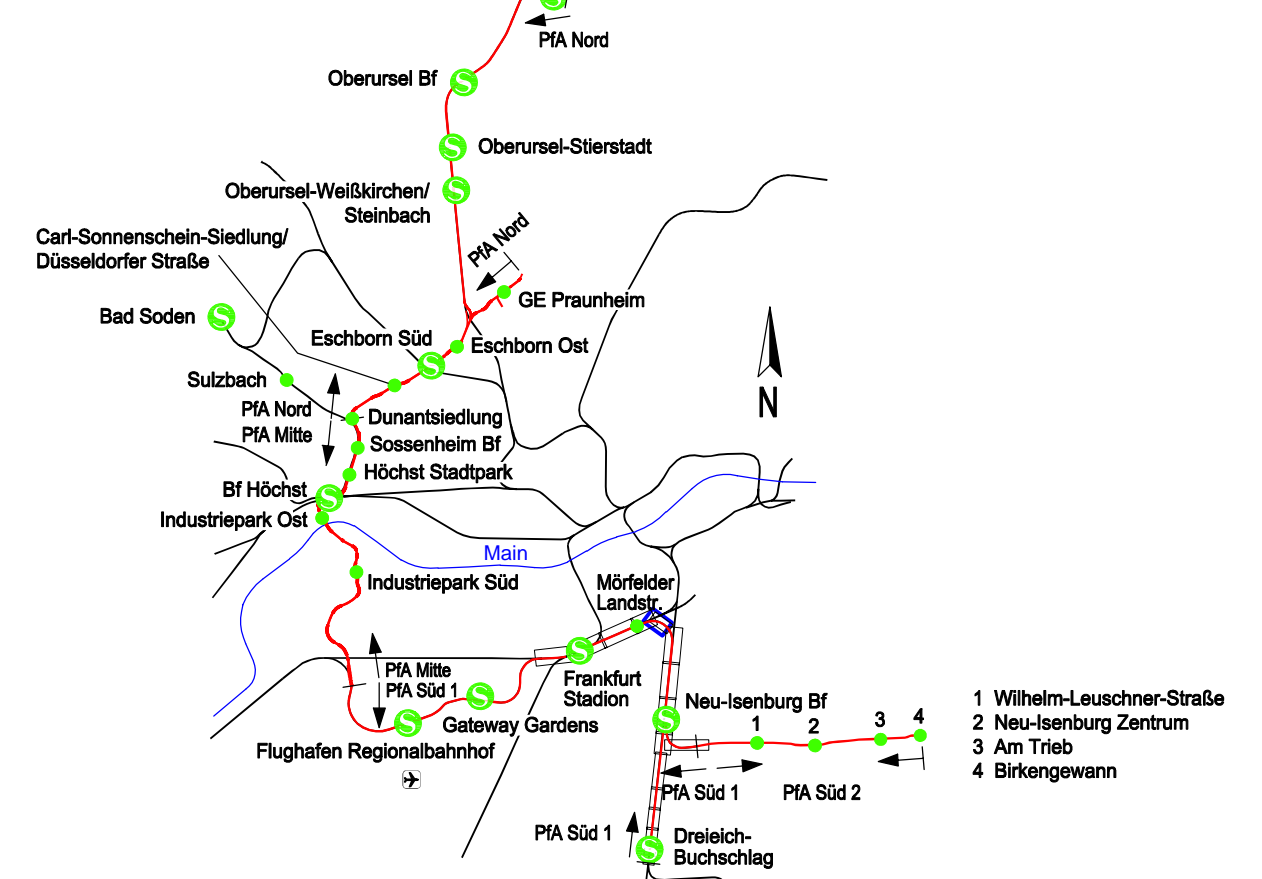 PfA Nord
Oberursel Bf
S
S
Oberursel-Stierstadt
S
Oberursel-Weißkirchen/
Steinbach
S
PfA Nord
Carl-Sonnenschein-Siedlung/
Düsseldorfer Straße
GE Praunheim
Bad Soden
S
Eschborn Süd
S
Eschborn Ost
Sulzbach
PfA Nord
PfA Mitte
Dunantsiedlung
Sossenheim Bf
Höchst Stadtpark
N
Bf Höchst
S
Industriepark Ost
Main
Industriepark Süd
Mörfelder
Landstr.
PfA Mitte
PfA Süd 1
S
Frankfurt
Stadion
S
Gateway Gardens
S
Flughafen Regionalbahnhof
Neu-Isenburg Bf
S
1
2
3
4
1 Wilhelm-Leuschner-Straße
2 Neu-Isenburg Zentrum
3 Am Trieb
4 Birkengewann
PfA Süd 1
PfA Süd 2
PfA Süd 1
S
Dreieich-
Buchschlag